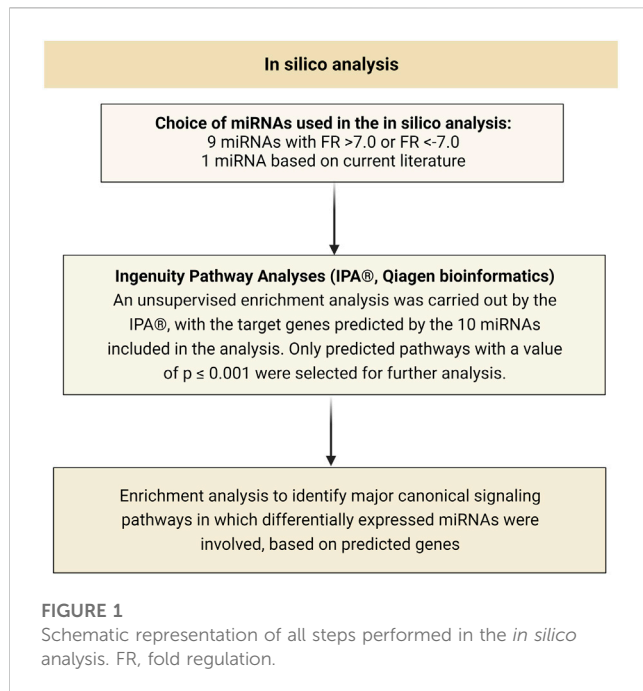 In silico analysis
Choice of miRNAs used in the in silico analysis:
9 miRNAs with FR >7.0 or FR <-7.0
1 miRNA based on current literature
Ingenuity Pathway Analyses (IPA®, Qiagen bioinformatics)
An unsupervised enrichment analysis was carried out by the
IPA®, with the target genes predicted by the 10 miRNAs
included in the analysis. Only predicted pathways with a value
of p ≤ 0.001 were selected for further analysis.
Enrichment analysis to identify major canonical signaling
pathways in which differentially expressed miRNAs were
involved, based on predicted genes
FIGURE 1
Schematic representation of all steps performed in the in silico
analysis. FR, fold regulation.